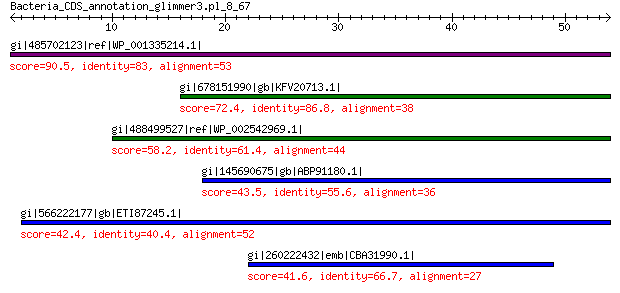 Bacteria_CDS_annotation_glimmer3.pl_8_67
10 20 30 40 50
gi|485702123|ref|WP_001335214.1|
score=90.5, identity=83, alignment=53
gi|678151990|gb|KFV20713.1|
score=72.4, identity=86.8, alignment=38
gi|488499527|ref|WP_002542969.1|
score=58.2, identity=61.4, alignment=44
gi|145690675|gb|ABP91180.1|
score=43.5, identity=55.6, alignment=36
gi|566222177|gb|ETI87245.1|
score=42.4, identity=40.4, alignment=52
gi|260222432|emb|CBA31990.1|
score=41.6, identity=66.7, alignment=27